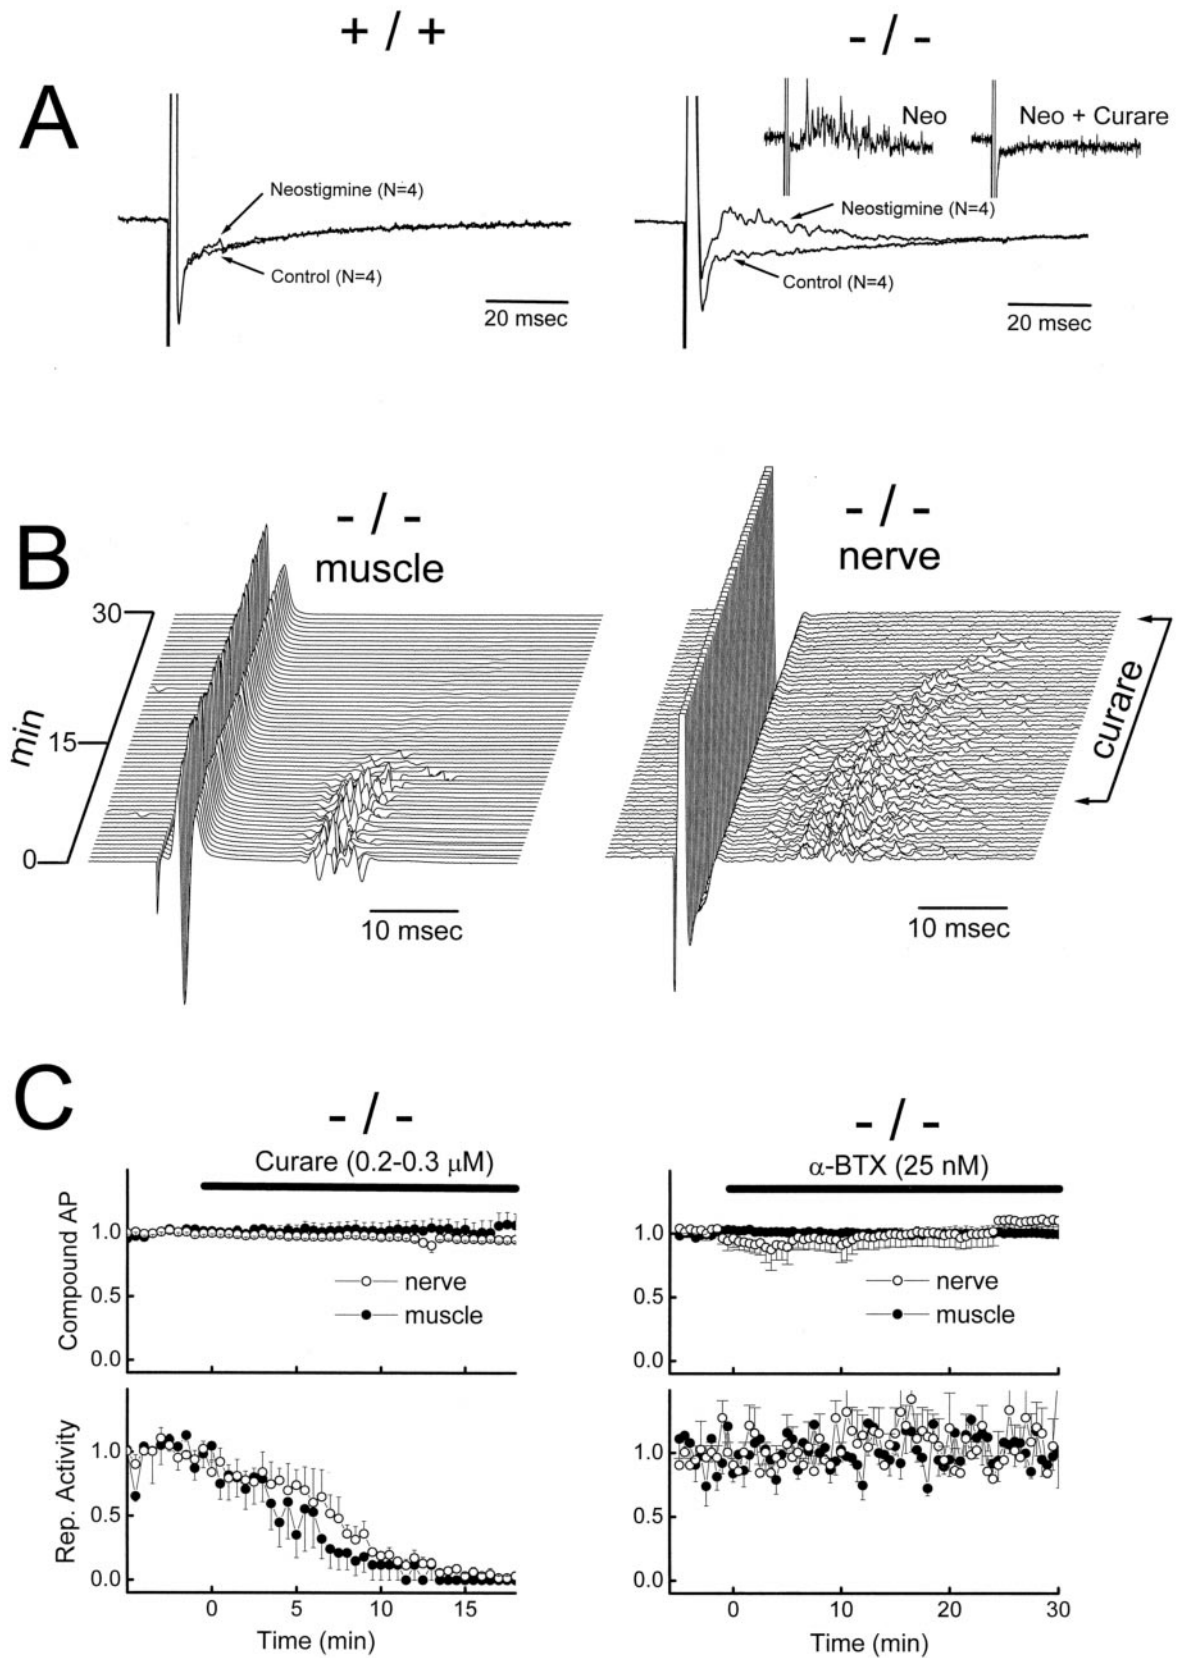 + / +
- / -
A
Neo
Neo + Curare
Neostigmine (N=4)
Control (N=4)
20 msec
Neostigmine (N=4)
Control (N=4)
20 msec
B
- / -
muscle
- / -
nerve
30
15
0
min
curare
10 msec
10 msec
C
- / -
Curare (0.2-0.3 μM)
- / -
α-BTX (25 nM)
Compound AP
1.0
0.5
0.0
nerve
muscle
1.0
0.5
0.0
nerve
muscle
Rep. Activity
1.0
0.5
0.0
0 5 10 15
Time (min)
1.0
0.5
0.0
0 10 20 30
Time (min)